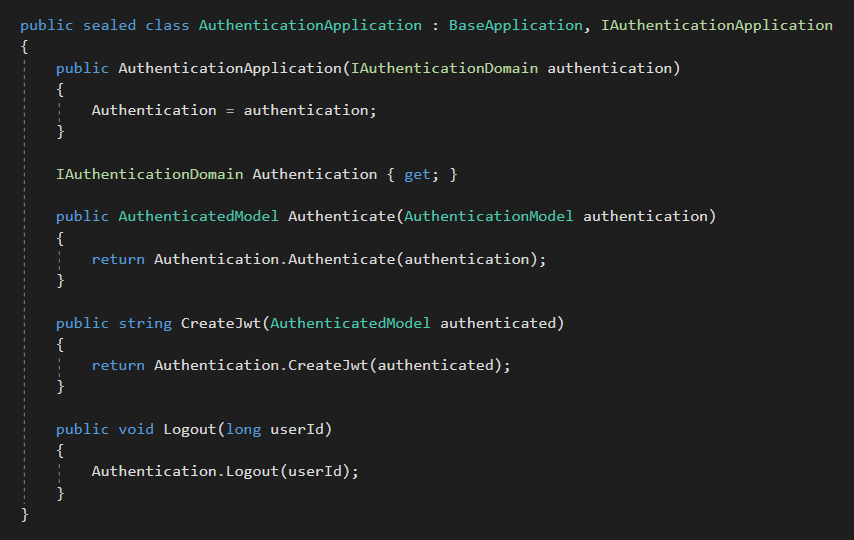 public sealed class AuthenticationApplication : BaseApplication, IAuthenticationApplication
{
    public AuthenticationApplication(IAuthenticationDomain authentication)
    {
        Authentication = authentication;
    }

    IAuthenticationDomain Authentication { get; }

    public AuthenticatedModel Authenticate(AuthenticationModel authentication)
    {
        return Authentication.Authenticate(authentication);
    }

    public string CreateJwt(AuthenticatedModel authenticated)
    {
        return Authentication.CreateJwt(authenticated);
    }

    public void Logout(long userId)
    {
        Authentication.Logout(userId);
    }
}